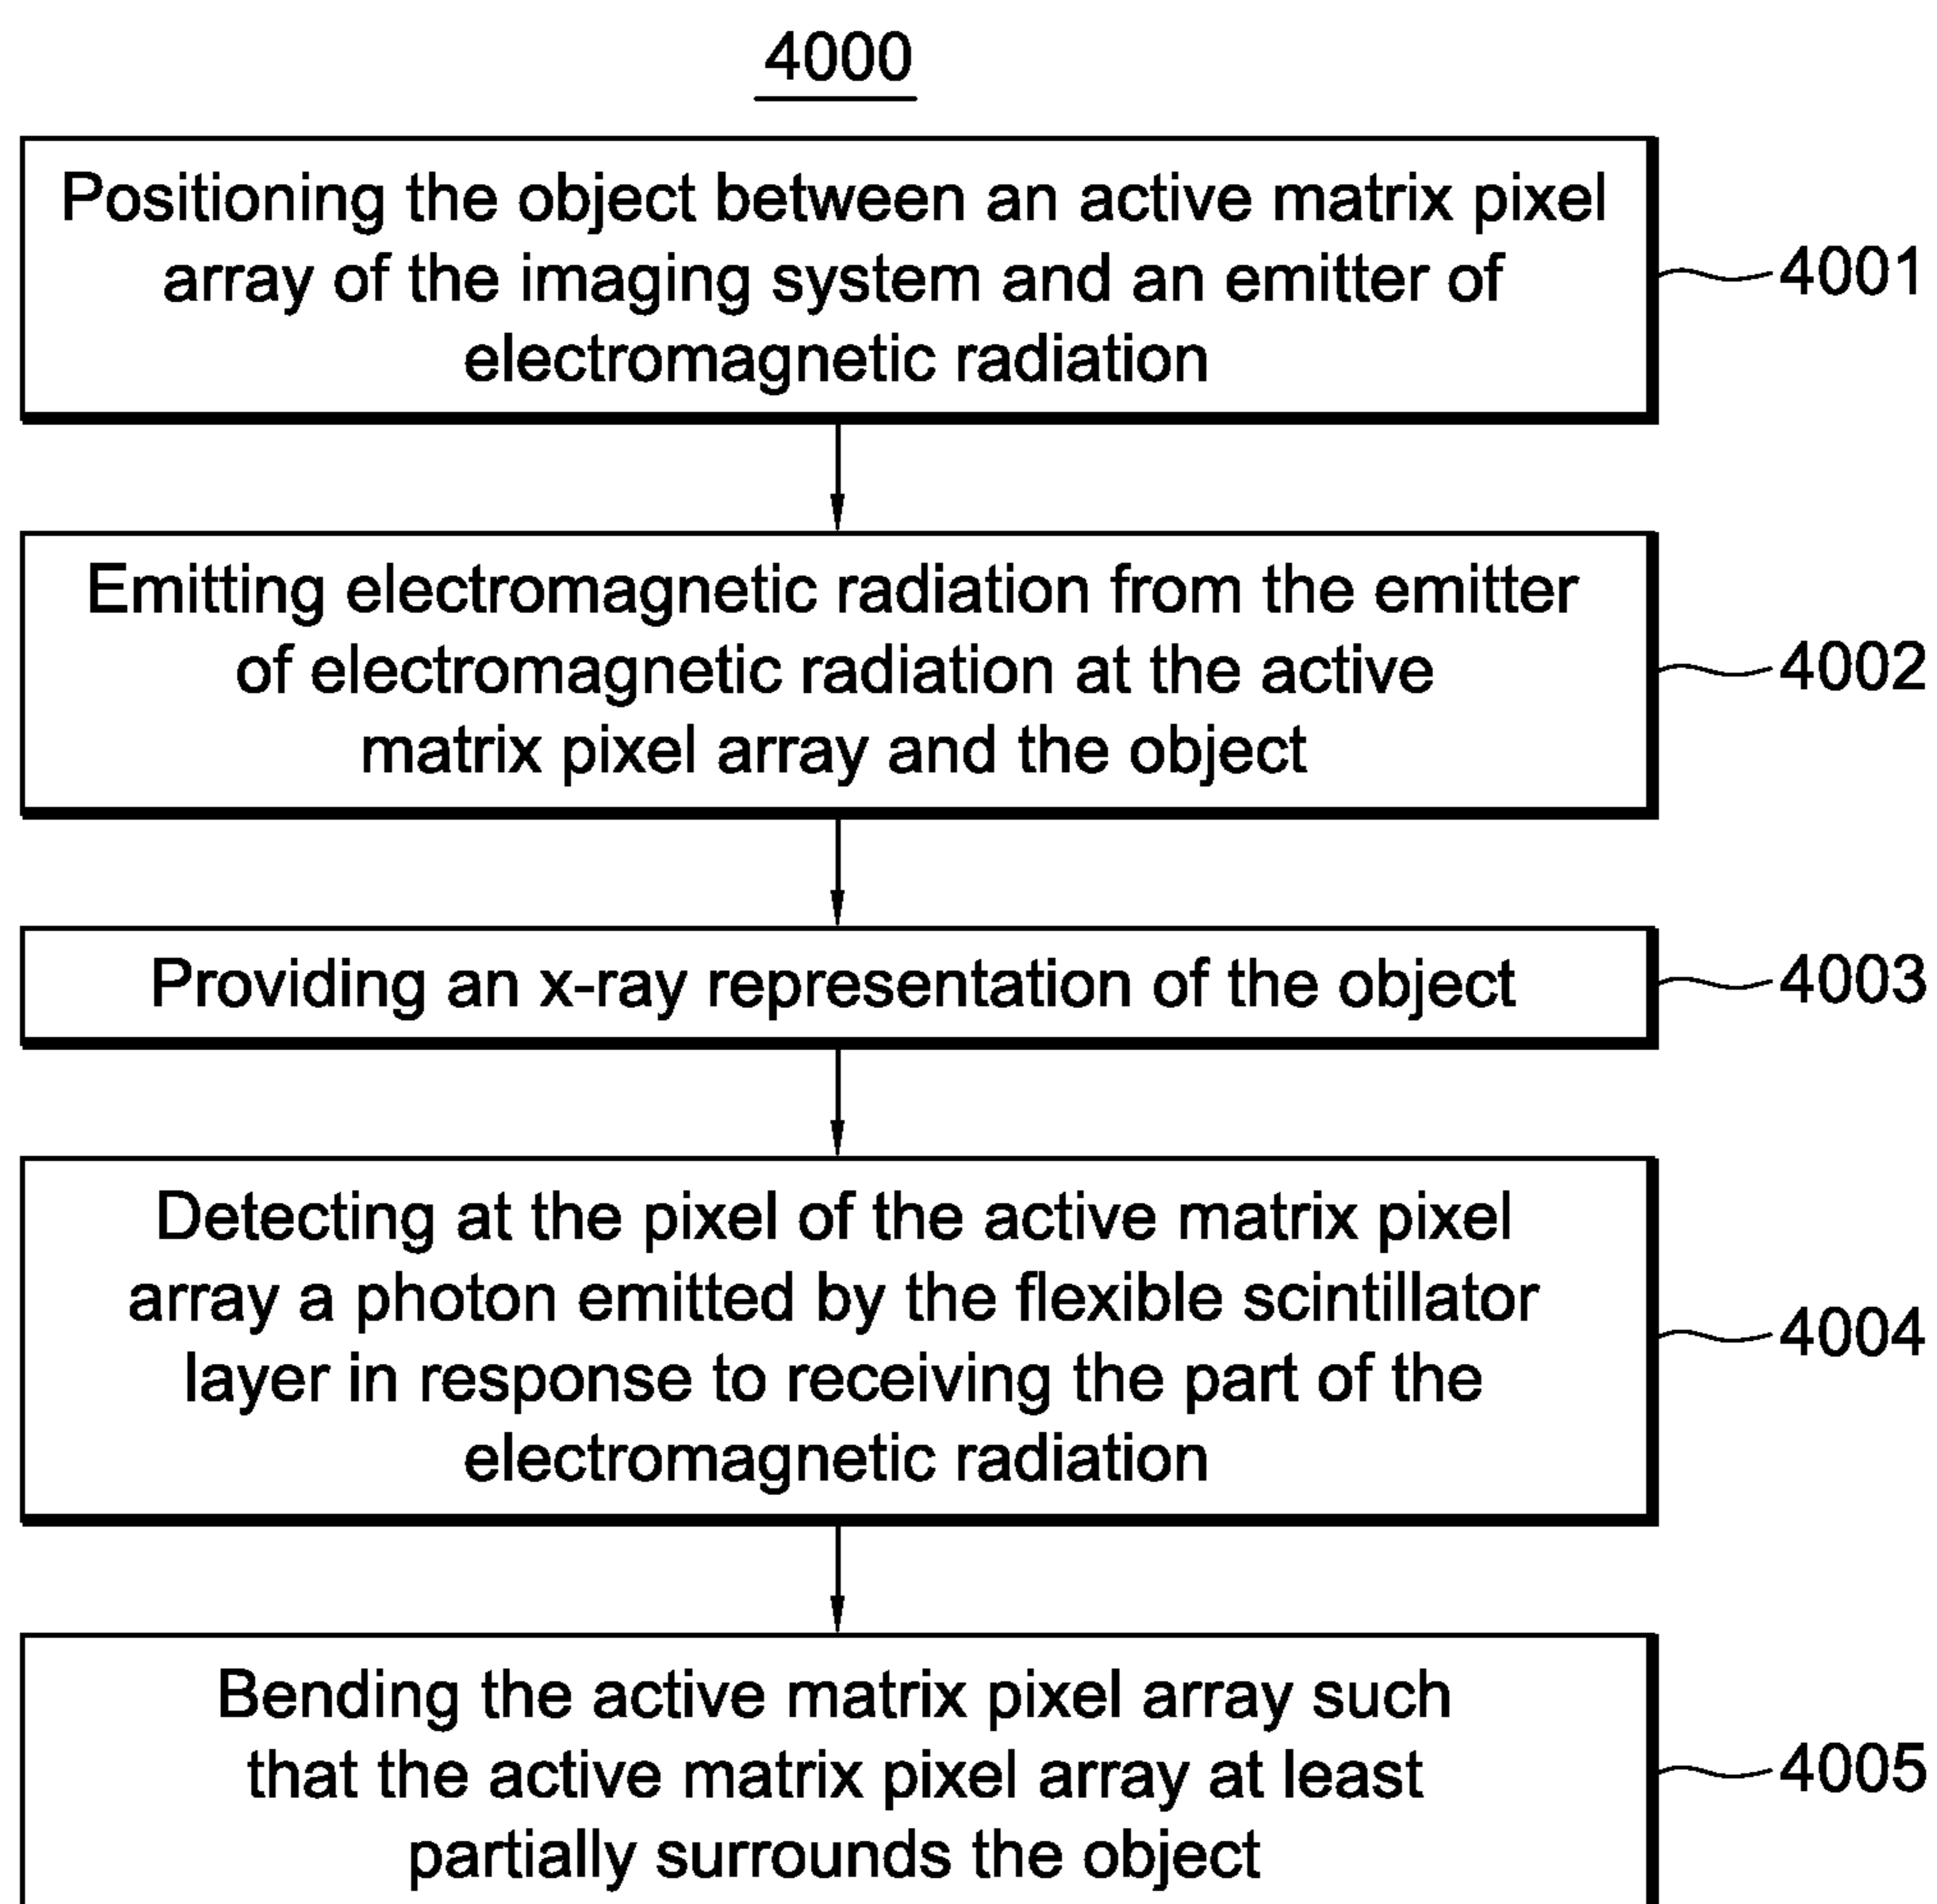 4000
Positioning the object between an active matrix pixel
array of the imaging system and an emitter of
electromagnetic radiation
4001
Emitting electromagnetic radiation from the emitter
of electromagnetic radiation at the active
matrix pixel array and the object
4002
Providing an x-ray representation of the object
4003
Detecting at the pixel of the active matrix pixel
array a photon emitted by the flexible scintillator
layer in response to receiving the part of the
electromagnetic radiation
4004
Bending the active matrix pixel array such
that the active matrix pixel array at least
partially surrounds the object
4005